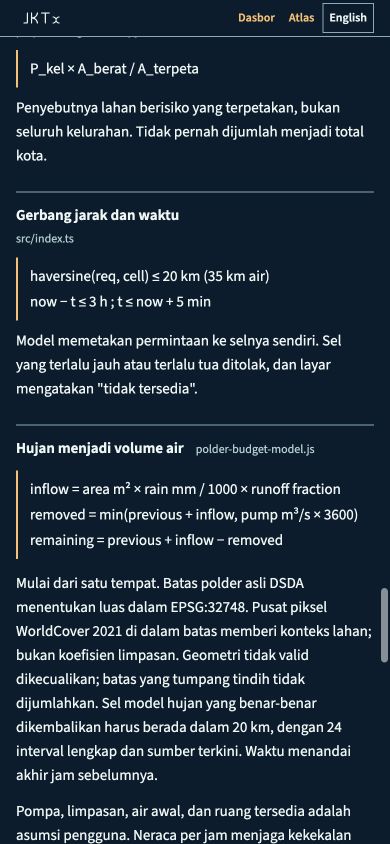 JKTx
Dasbor Atlas English
P_kel × A_berat / A_terpeta
Penyebutnya lahan berisiko yang terpetakan, bukan
seluruh kelurahan. Tidak pernah dijumlah menjadi total
kota.
Gerbang jarak dan waktu
src/index.ts
haversine(req, cell) ≤ 20 km (35 km air)
now − t ≤ 3 h ; t ≤ now + 5 min
Model memetakan permintaan ke selnya sendiri. Sel
yang terlalu jauh atau terlalu tua ditolak, dan layar
mengatakan "tidak tersedia".
Hujan menjadi volume air polder-budget-model.js
inflow = area m² × rain mm / 1000 × runoff fraction
removed = min(previous + inflow, pump m³/s × 3600)
remaining = previous + inflow − removed
Mulai dari satu tempat. Batas polder asli DSDA
menentukan luas dalam EPSG:32748. Pusat piksel
WorldCover 2021 di dalam batas memberi konteks lahan;
bukan koefisien limpasan. Geometri tidak valid
dikecualikan; batas yang tumpang tindih tidak
dijumlahkan. Sel model hujan yang benar-benar
dikembalikan harus berada dalam 20 km, dengan 24
interval lengkap dan sumber terkini. Waktu menandai
akhir jam sebelumnya.
Pompa, limpasan, air awal, dan ruang tersedia adalah
asumsi pengguna. Neraca per jam menjaga kekekalan